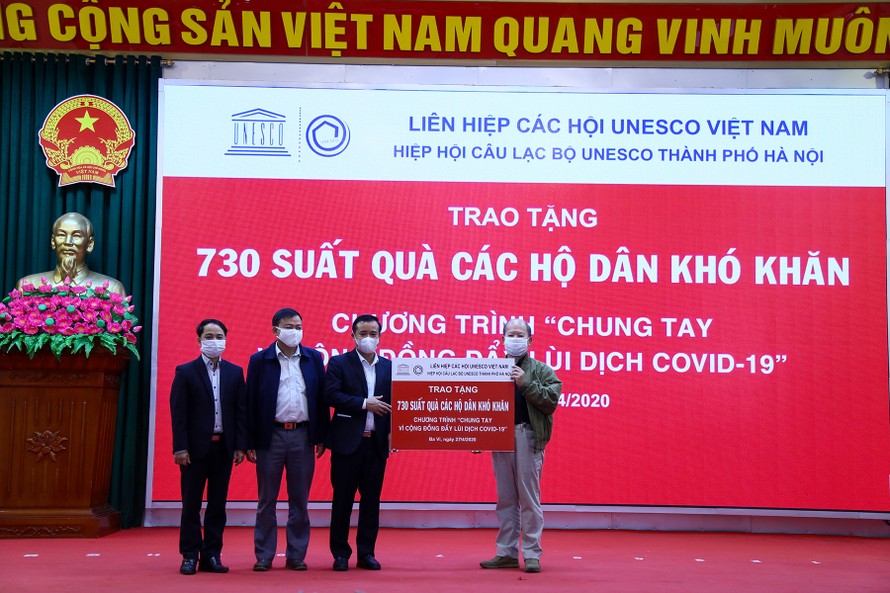 CỘNG SẢN VIỆT NAM QUANG VINH MUÔN
UNESCO
LIÊN HIỆP CÁC HỘI UNESCO VIỆT NAM
HIỆP HỘI CÂU LẠC BỘ UNESCO THÀNH PHỐ HÀ NỘI
TRAO TẶNG
730 SUẤT QUÀ CÁC HỘ DÂN KHÓ KHĂN
CHƯƠNG TRÌNH “CHUNG TAY
ĐỒNG ĐẨY LÙI DỊCH COVID-19”
4/2020
LIÊN HIỆP CÁC HỘI UNESCO VIỆT NAM
HIỆP HỘI CÂU LẠC BỘ UNESCO THÀNH PHỐ HÀ NỘI
TRAO TẶNG
730 SUẤT QUÀ CÁC HỘ DÂN KHÓ KHĂN
CHƯƠNG TRÌNH “CHUNG TAY
VÌ CỘNG ĐỒNG ĐẨY LÙI DỊCH COVID-19”
Ba Vì, ngày 27/4/2020